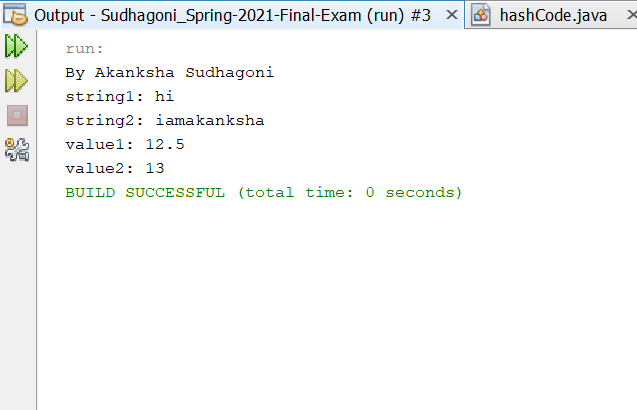 Output - Sudhagoni_Spring-2021-Final-Exam (run) #3 hashCode.java
run:
By Akanksha Sudhagoni
string1: hi
string2: iamakanksha
value1: 12.5
value2: 13
BUILD SUCCESSFUL (total time: 0 seconds)